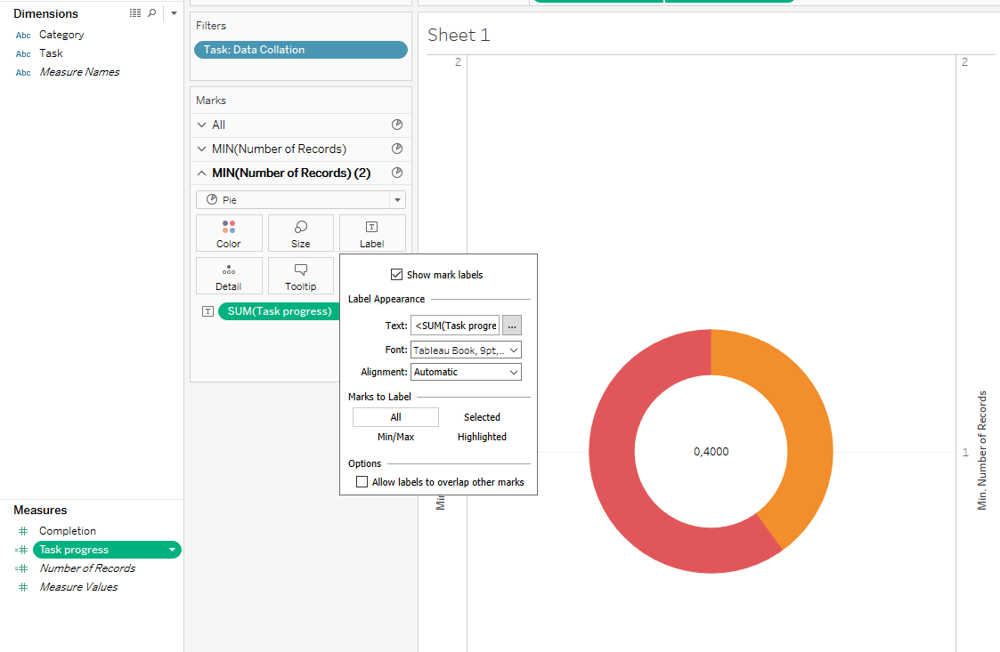 Dimensions
Abc Category
Abc Task
Abc Measure Names
Measures
Completion
Task progress
Number of Records
Measure Values
Filters
Task: Data Collation
Marks
All
MIN(Number of Records)
MIN(Number of Records) (2)
Pie
Color Size Label
Detail Tooltip
T SUM(Task progress)
Show mark labels
Label Appearance
Text: <SUM(Task progre ...
Font: Tableau Book, 9pt,..
Alignment: Automatic
Marks to Label
All Selected
Min/Max Highlighted
Options
Allow labels to overlap other marks
Sheet 1
2 2
0,4000
1
Min. Number of Records